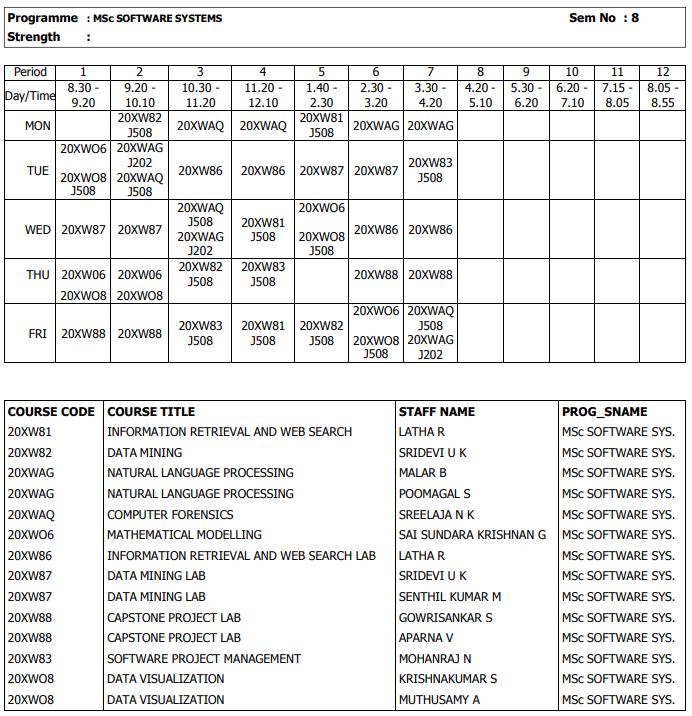 Programme : MSc SOFTWARE SYSTEMS Sem No : 8
Strength :
Period 1 2 3 4 5 6 7 8 9 10 11 12
Day/Time 8.30 - 9.20 9.20 - 10.10 10.30 - 11.20 11.20 - 12.10 1.40 - 2.30 2.30 - 3.20 3.30 - 4.20 4.20 - 5.10 5.30 - 6.20 6.20 - 7.10 7.15 - 8.05 8.05 - 8.55
MON 20XW82 J508 20XWAQ 20XWAQ 20XW81 J508 20XWAG 20XWAG
TUE 20XWO6 20XWO8 J508 20XWAG J202 20XWAQ J508 20XW86 20XW86 20XW87 20XW87 20XW83 J508
WED 20XW87 20XW87 20XWAQ J508 20XWAG J202 20XW81 J508 20XWO6 20XWO8 J508 20XW86 20XW86
THU 20XW06 20XWO8 20XW06 20XWO8 20XW82 J508 20XW83 J508 20XW88 20XW88
FRI 20XW88 20XW88 20XW83 J508 20XW81 J508 20XW82 J508 20XWO6 20XWO8 J508 20XWAQ J508 20XWAG J202
COURSE CODE COURSE TITLE STAFF NAME PROG_SNAME
20XW81 INFORMATION RETRIEVAL AND WEB SEARCH LATHA R MSc SOFTWARE SYS.
20XW82 DATA MINING SRIDEVI U K MSc SOFTWARE SYS.
20XWAG NATURAL LANGUAGE PROCESSING MALAR B MSc SOFTWARE SYS.
20XWAG NATURAL LANGUAGE PROCESSING POOMAGAL S MSc SOFTWARE SYS.
20XWAQ COMPUTER FORENSICS SREELAJA N K MSc SOFTWARE SYS.
20XWO6 MATHEMATICAL MODELLING SAI SUNDARA KRISHNAN G MSc SOFTWARE SYS.
20XW86 INFORMATION RETRIEVAL AND WEB SEARCH LAB LATHA R MSc SOFTWARE SYS.
20XW87 DATA MINING LAB SRIDEVI U K MSc SOFTWARE SYS.
20XW87 DATA MINING LAB SENTHIL KUMAR M MSc SOFTWARE SYS.
20XW88 CAPSTONE PROJECT LAB GOWRISANKAR S MSc SOFTWARE SYS.
20XW88 CAPSTONE PROJECT LAB APARNA V MSc SOFTWARE SYS.
20XW83 SOFTWARE PROJECT MANAGEMENT MOHANRAJ N MSc SOFTWARE SYS.
20XWO8 DATA VISUALIZATION KRISHNAKUMAR S MSc SOFTWARE SYS.
20XWO8 DATA VISUALIZATION MUTHUSAMY A MSc SOFTWARE SYS.